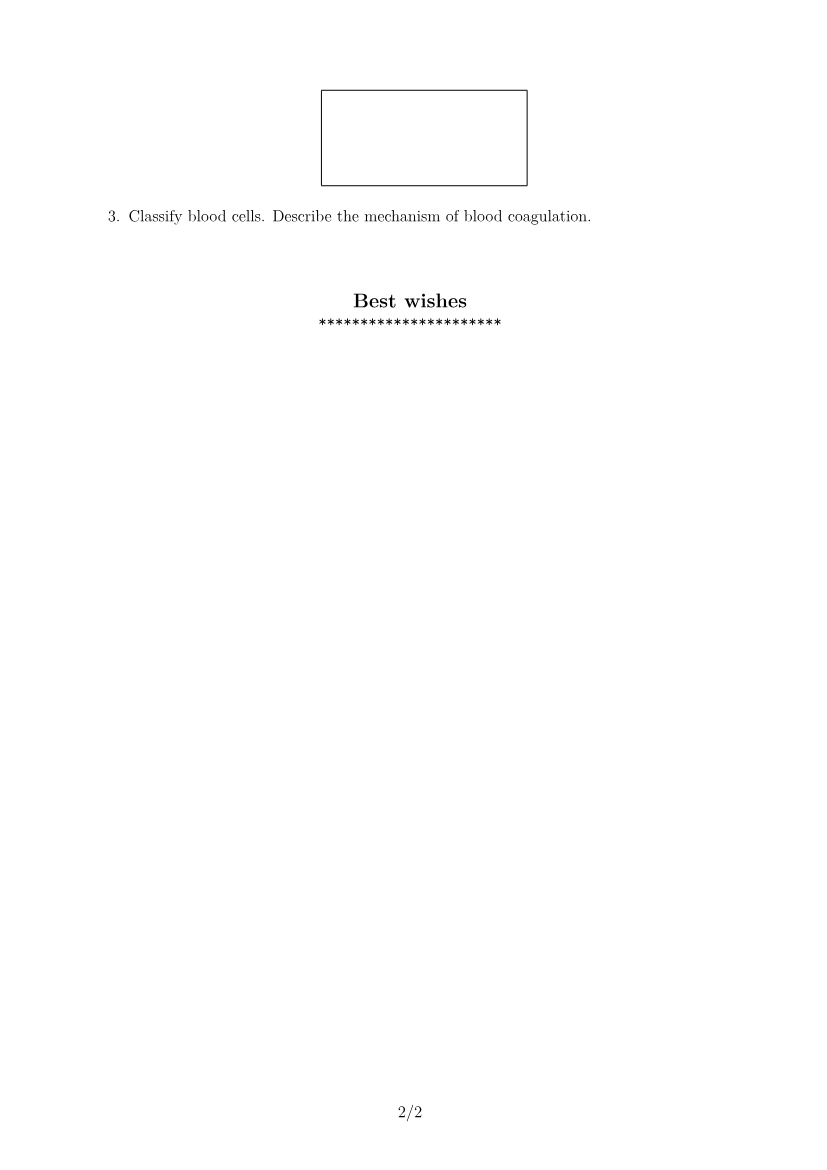 3. Classify blood cells. Describe the mechanism of blood coagulation.
Best wishes
**********************
2/2